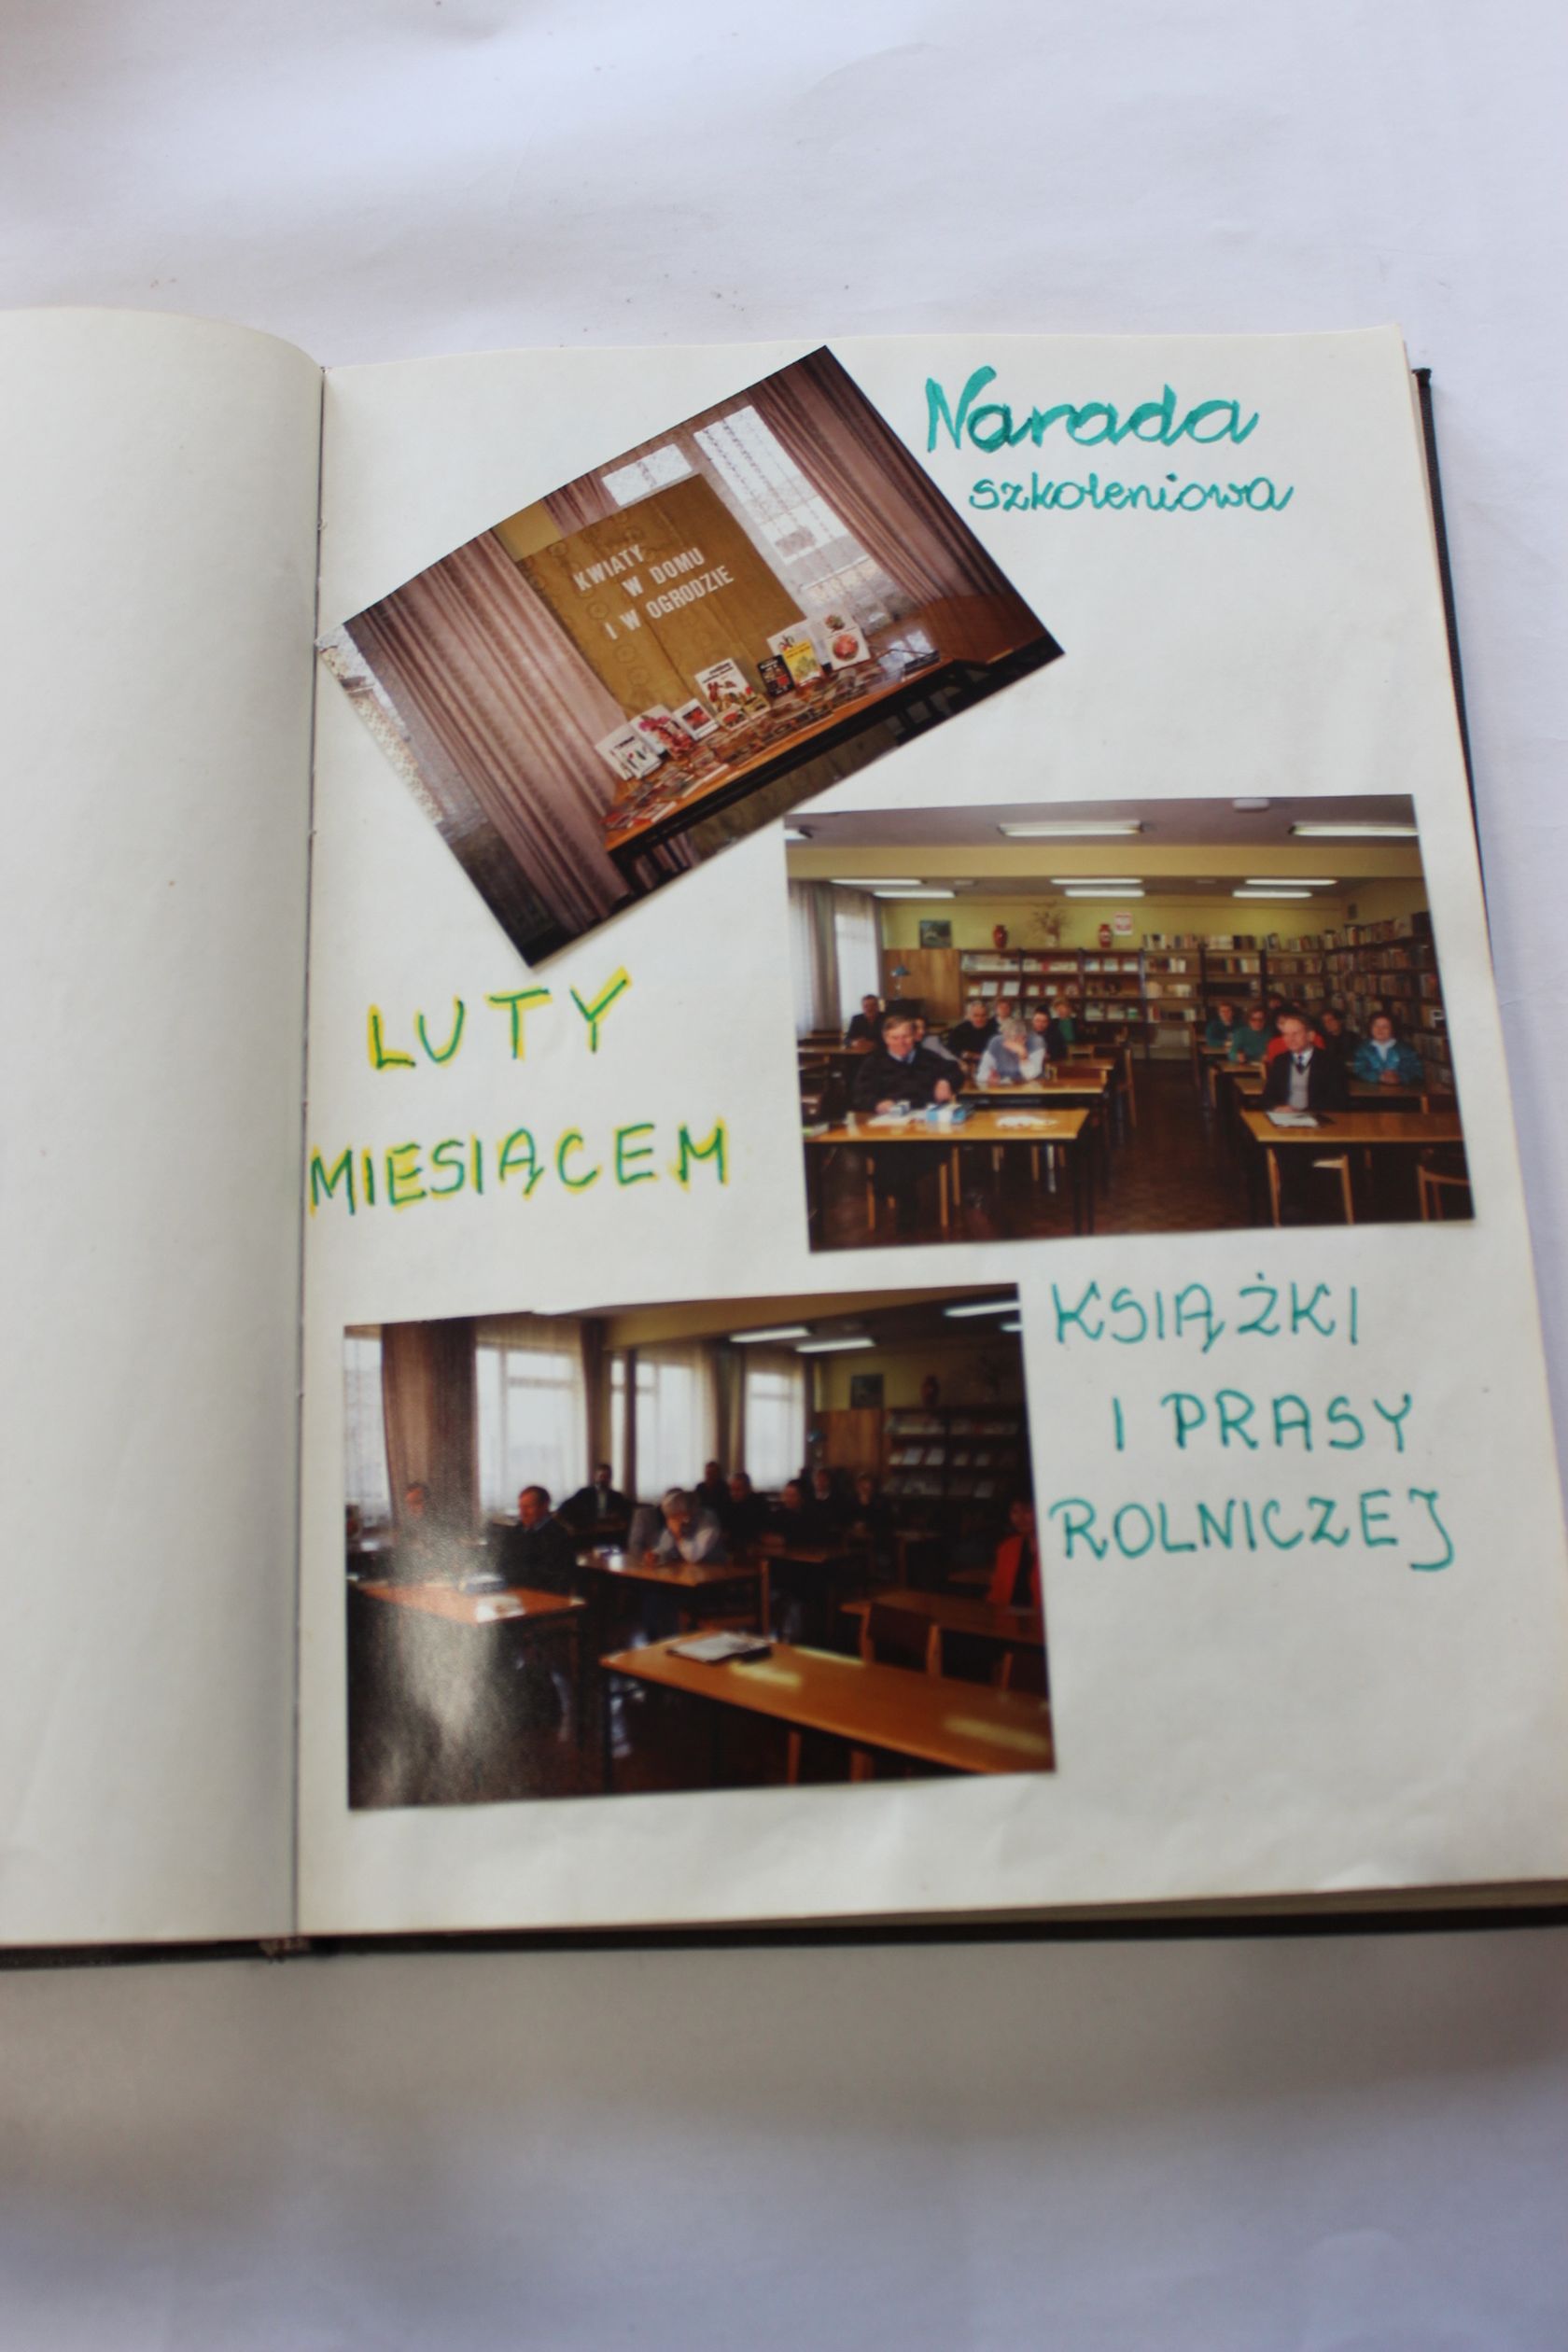 Narada
szkoleniowa
KWIATY
W DOMU
I W OGRODZIE
LUTY
MIESIĄCEM
KSIĄŻKI
I PRASY
ROLNICZEJ